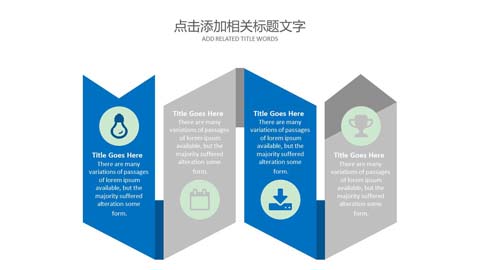 点击添加相关标题文字
ADD RELATED TITLE WORDS
Title Goes Here
There are many
variations of passages
of lorem ipsum
available, but the
majority suffered
alteration some
form.
Title Goes Here
There are many
variations of passages
of lorem ipsum
available, but the
majority suffered
alteration some
form.
Title Goes Here
There are many
variations of passages
of lorem ipsum
available, but the
majority suffered
alteration some
form.
Title Goes Here
There are many
variations of passages
of lorem ipsum
available, but the
majority suffered
alteration some
form.